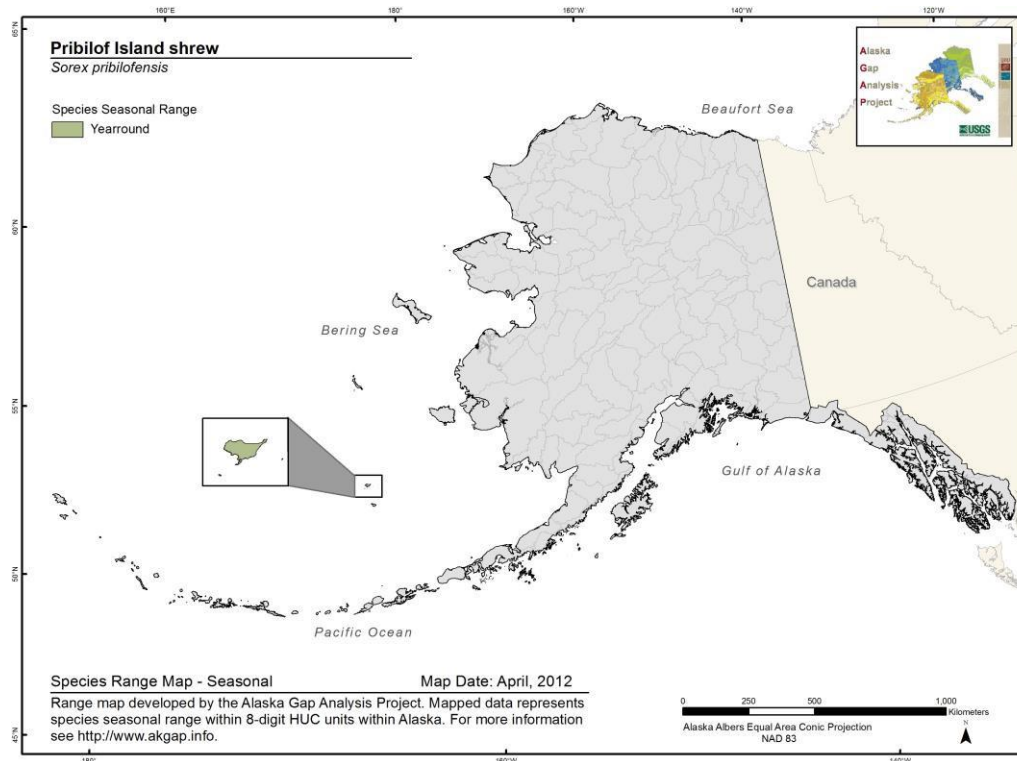 160°E
180°
160°W
140°W
120°W
65°N
60°N
55°N
50°N
45°N
Pribilof Island shrew
Sorex pribilofensis
Species Seasonal Range
Yearround
Beaufort Sea
Alaska
Gap
Analysis
Project
USGS
Canada
Bering Sea
Gulf of Alaska
Pacific Ocean
Species Range Map - Seasonal
Map Date: April, 2012
Range map developed by the Alaska Gap Analysis Project. Mapped data represents
species seasonal range within 8-digit HUC units within Alaska. For more information
see http://www.akgap.info.
0 250 500 1,000
Kilometers
Alaska Albers Equal Area Conic Projection
NAD 83
N
180°
160°W
140°W